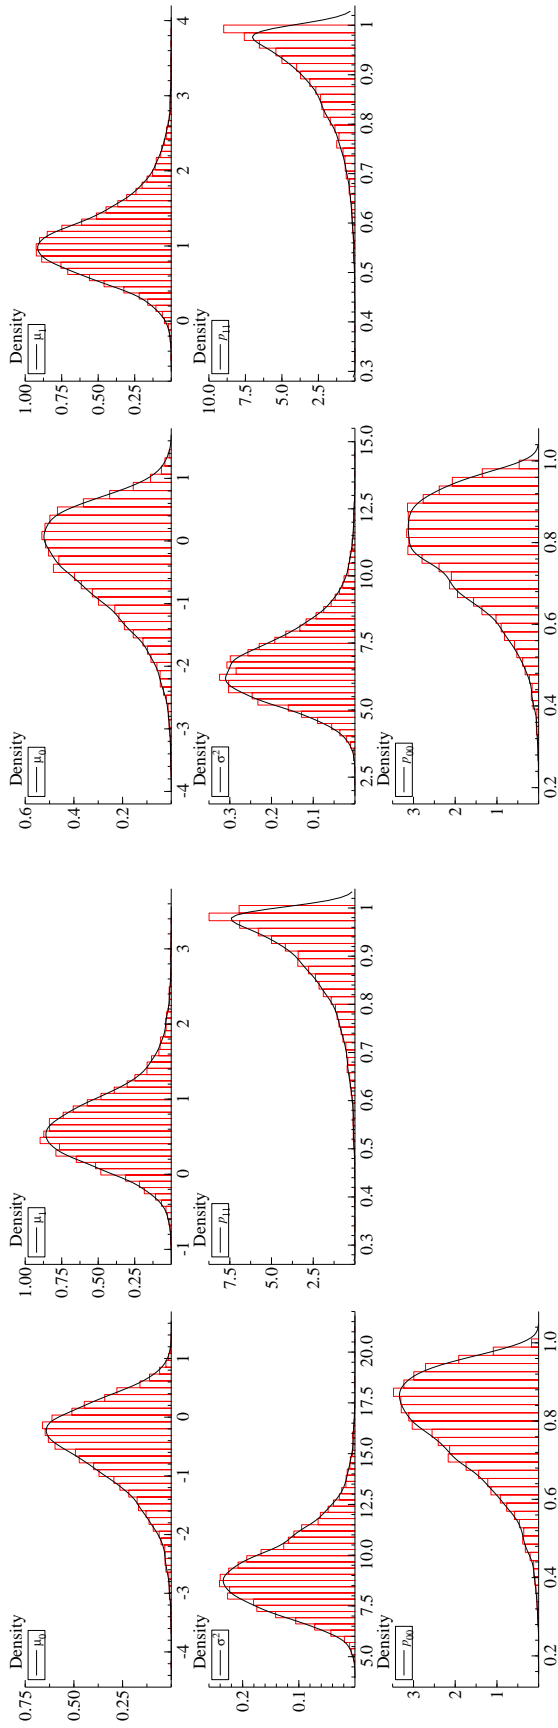 Density
μ0
0.75
0.50
0.25
-4 -3 -2 -1 0 1
Density
μ1
1.00
0.75
0.50
0.25
-1 0 1 2 3
Density
μ0
0.6
0.4
0.2
-4 -3 -2 -1 0 1
Density
μ1
1.00
0.75
0.50
0.25
0 1 2 3 4
Density
σ²
0.2
0.1
5.0 7.5 10.0 12.5 15.0 17.5 20.0
Density
p11
7.5
5.0
2.5
0.3 0.4 0.5 0.6 0.7 0.8 0.9 1
Density
σ²
0.3
0.1
2.5 5.0 7.5 10.0 12.5 15.0
Density
p11
10.0
7.5
5.0
2.5
0.3 0.4 0.5 0.6 0.7 0.8 0.9 1
Density
p00
3
2
1
0.2 0.4 0.6 0.8 1.0
Density
p00
3
2
1
0.2 0.4 0.6 0.8 1.0